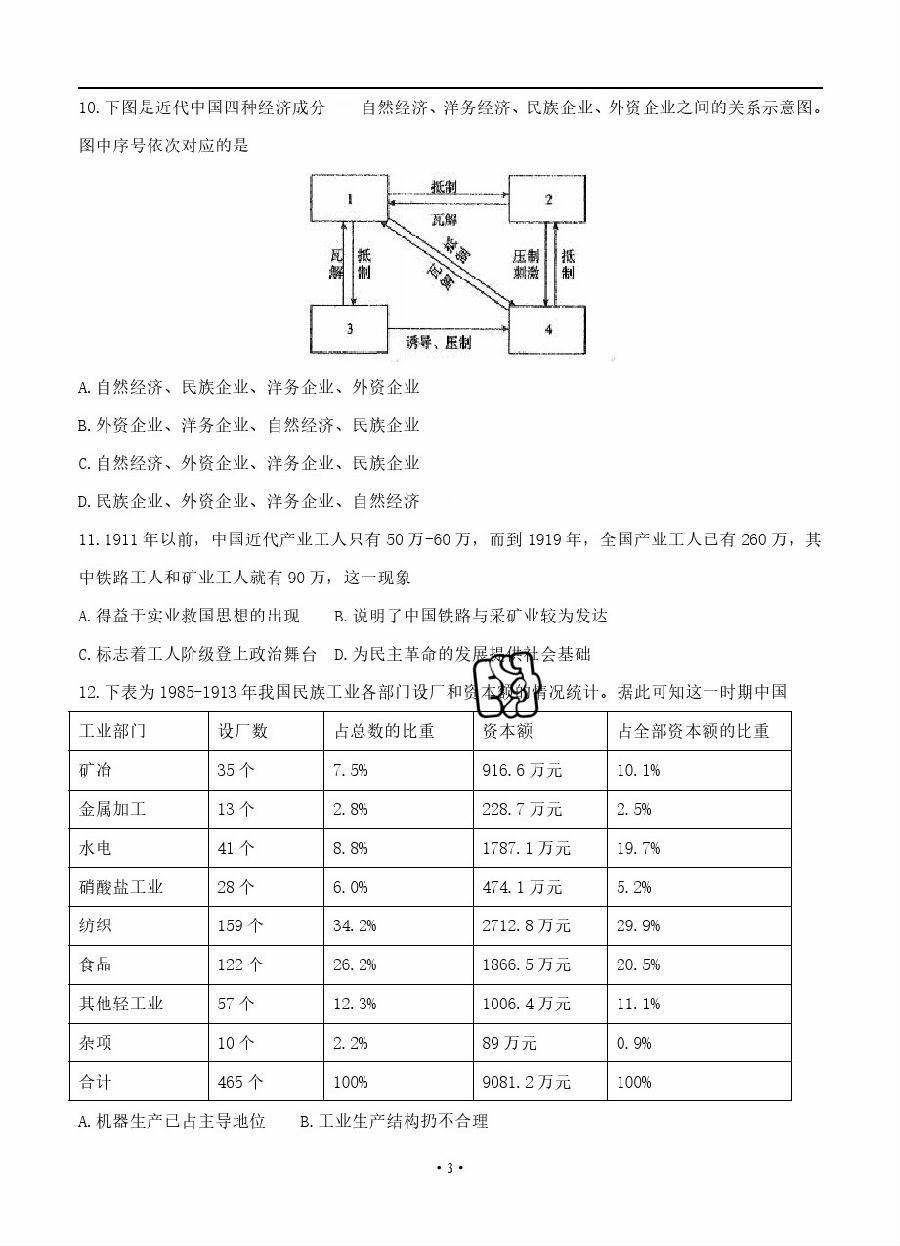 10.下图是近代中国四种经济成分 自然经济、洋务经济、民族企业、外资企业之间的关系示意图。
图中序号依次对应的是
抵制
1
2
瓦解
瓦解
抵制
抵制
瓦解
压制
刺激
抵制
3
4
诱导、压制
A.自然经济、民族企业、洋务企业、外资企业
B.外资企业、洋务企业、自然经济、民族企业
C.自然经济、外资企业、洋务企业、民族企业
D.民族企业、外资企业、洋务企业、自然经济
11.1911年以前，中国近代产业工人只有50万-60万，而到1919年，全国产业工人已有260万，其
中铁路工人和矿业工人就有90万，这一现象
A.得益于实业救国思想的出现 B.说明了中国铁路与采矿业较为发达
C.标志着工人阶级登上政治舞台 D.为民主革命的发展提供社会基础
12.下表为1985-1913年我国民族工业各部门设厂和资本额的情况统计。据此可知这一时期中国
工业部门 设厂数 占总数的比重 资本额 占全部资本额的比重
矿冶 35个 7.5% 916.6万元 10.1%
金属加工 13个 2.8% 228.7万元 2.5%
水电 41个 8.8% 1787.1万元 19.7%
硝酸盐工业 28个 6.0% 474.1万元 5.2%
纺织 159个 34.2% 2712.8万元 29.9%
食品 122个 26.2% 1866.5万元 20.5%
其他轻工业 57个 12.3% 1006.4万元 11.1%
杂项 10个 2.2% 89万元 0.9%
合计 465个 100% 9081.2万元 100%
A.机器生产已占主导地位 B.工业生产结构扔不合理
·3·